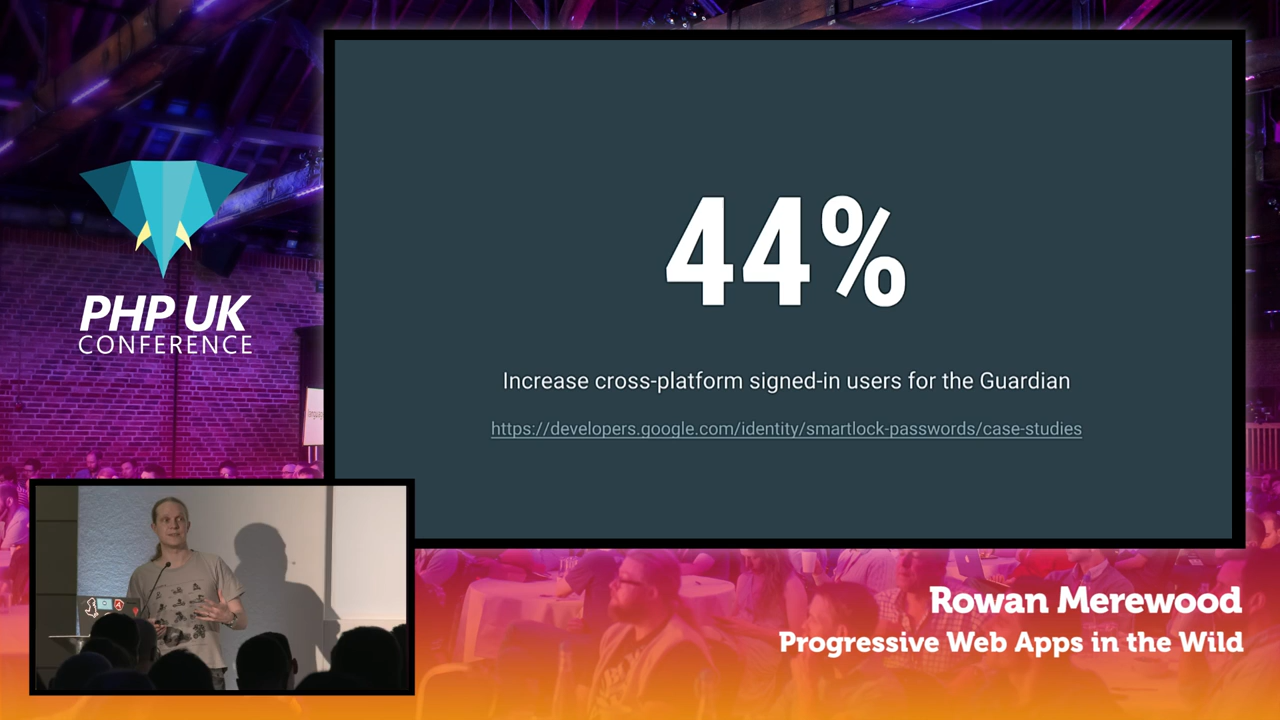 44%
Increase cross-platform signed-in users for the Guardian
https://developers.google.com/identity/smartlock-passwords/case-studies
PHP UK
CONFERENCE
Rowan Merewood
Progressive Web Apps in the Wild